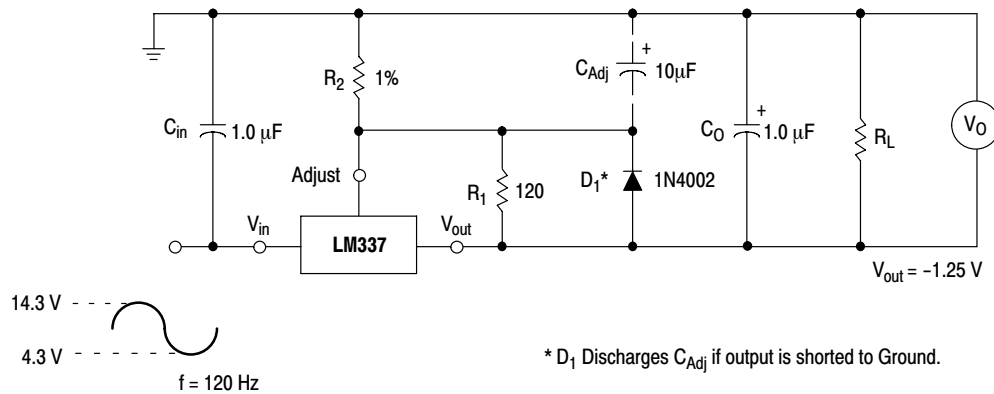 R2 1%
CAdj + 10μF
Cin 1.0 μF
CO + 1.0 μF
RL
VO
Adjust
R1 120
D1* 1N4002
Vin
LM337
Vout
Vout = −1.25 V
14.3 V
4.3 V
f = 120 Hz
* D1 Discharges CAdj if output is shorted to Ground.